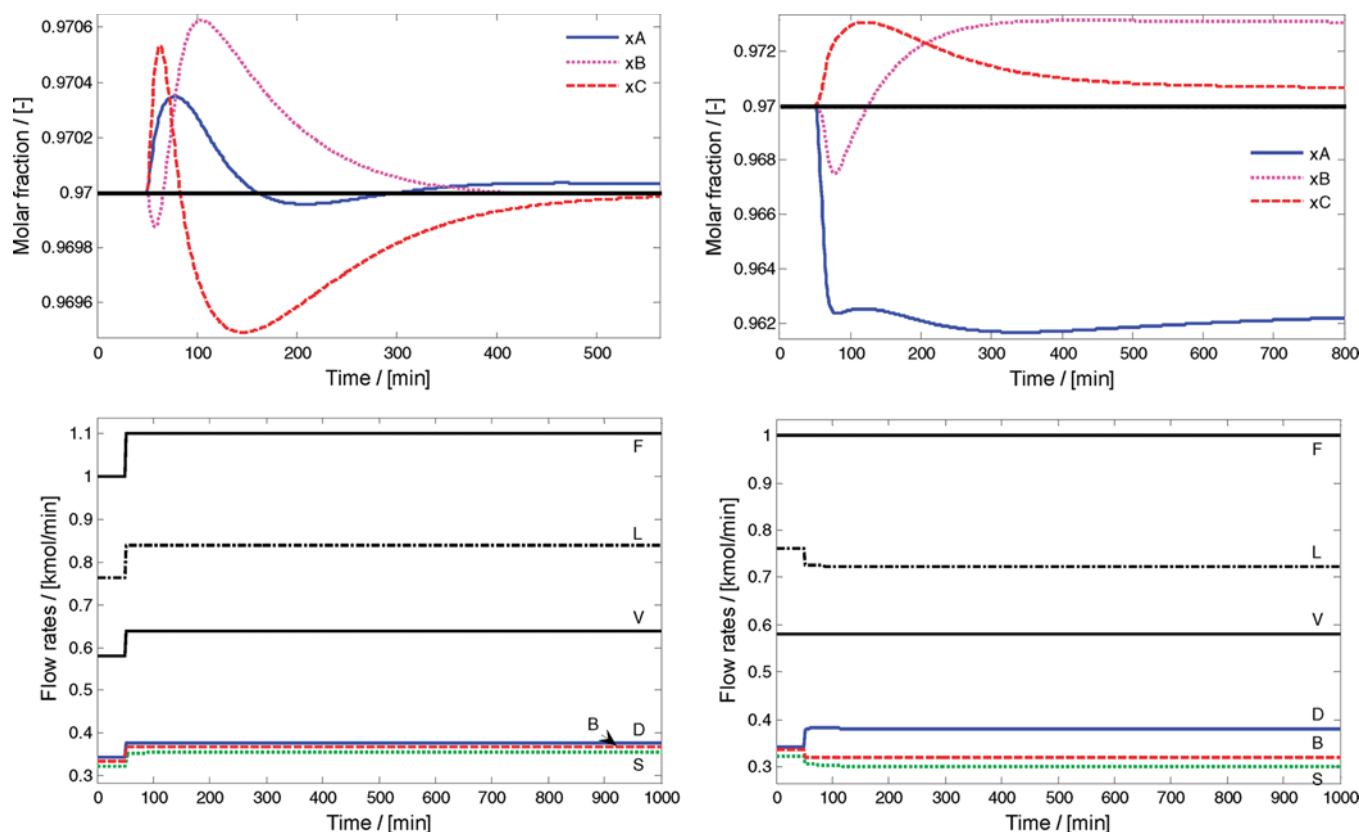 0.9706
0.9704
0.9702
0.97
0.9698
0.9696
Molar fraction / [-]
xA
xB
xC
0 100 200 300 400 500
Time / [min]
0.972
0.97
0.968
0.966
0.964
0.962
Molar fraction / [-]
xA
xB
xC
0 100 200 300 400 500 600 700 800
Time / [min]
1.1
1
0.9
0.8
0.7
0.6
0.5
0.4
0.3
Flow rates / [kmol/min]
F
L
V
B
D
S
0 100 200 300 400 500 600 700 800 900 1000
Time / [min]
1
0.9
0.8
0.7
0.6
0.5
0.4
0.3
Flow rates / [kmol/min]
F
L
V
D
B
S
0 100 200 300 400 500 600 700 800 900 1000
Time / [min]